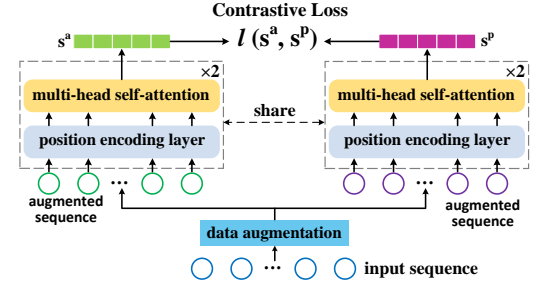 Contrastive Loss
sᵃ l (sᵃ, sᵖ) sᵖ
×2 ×2
multi-head self-attention multi-head self-attention
share
position encoding layer position encoding layer
... ...
augmented augmented
sequence sequence
data augmentation
... input sequence